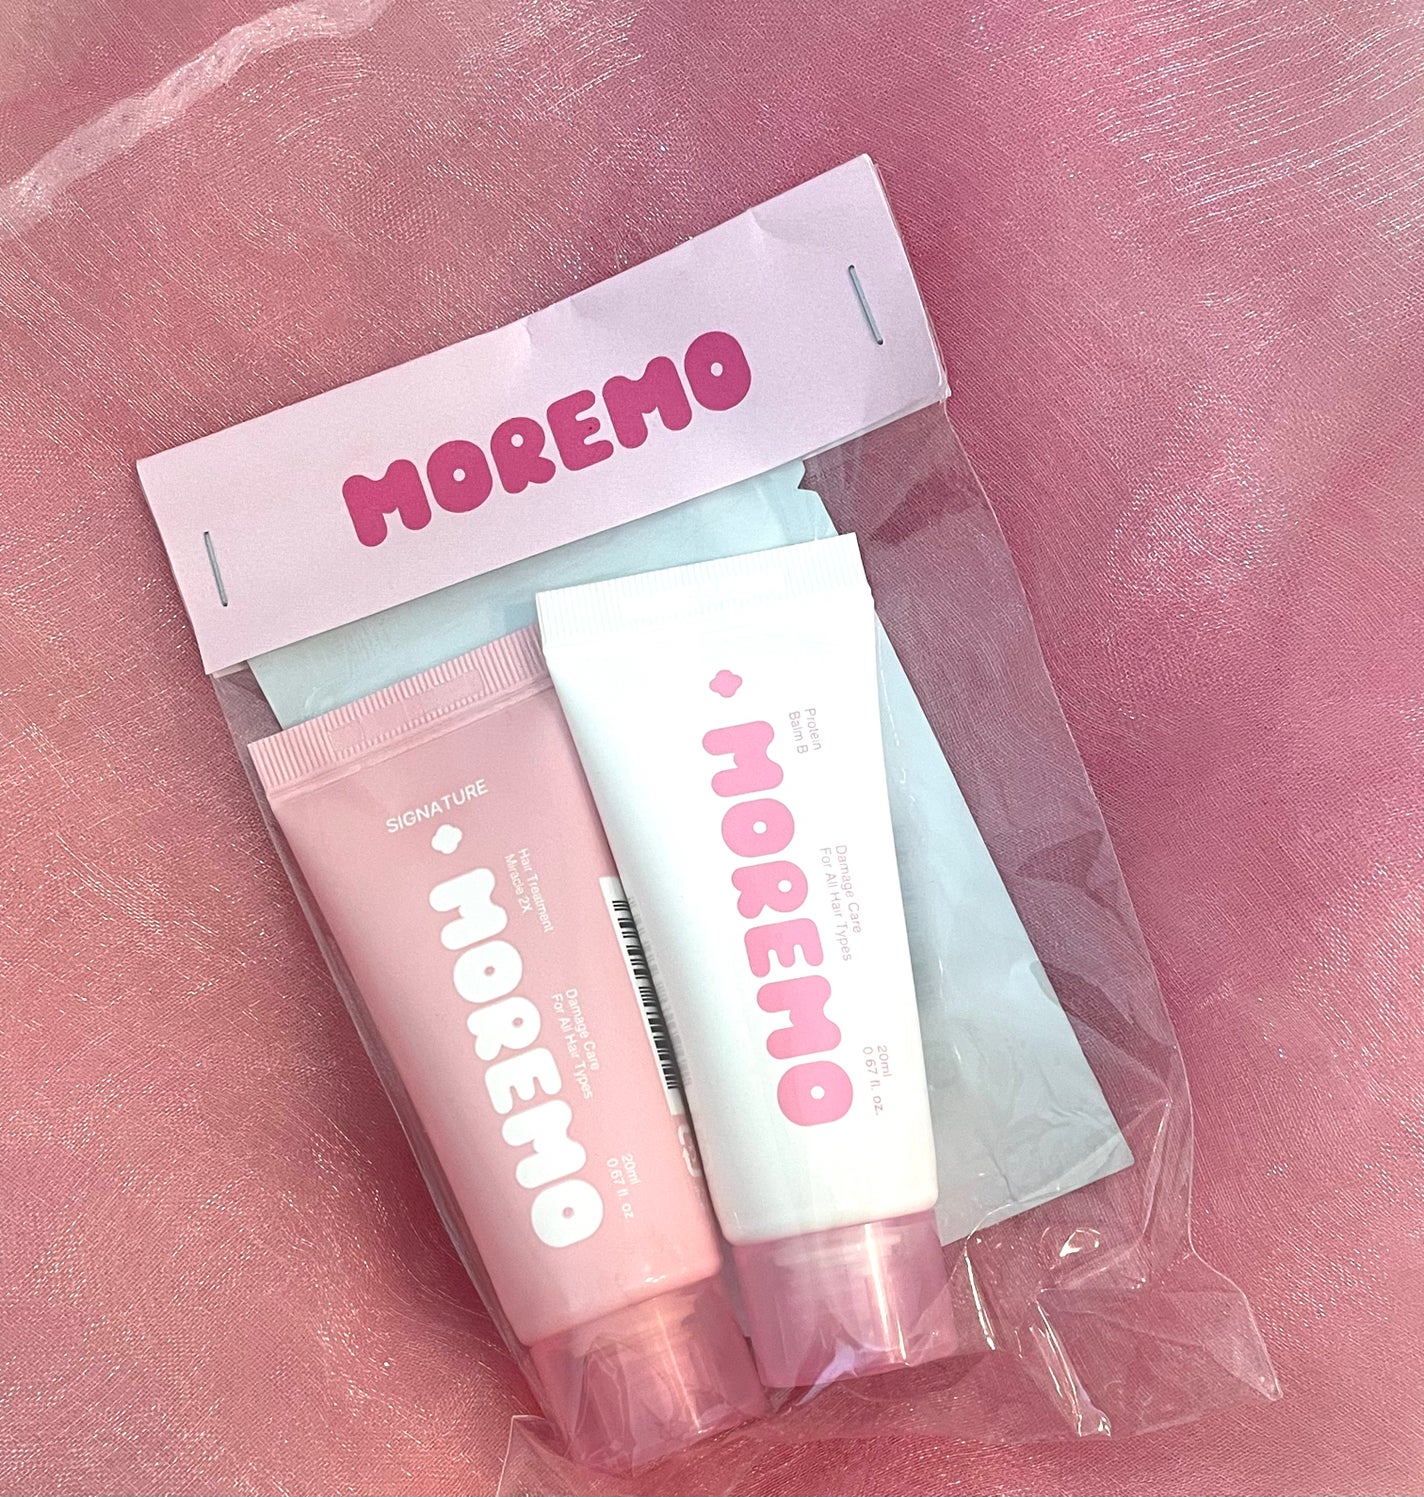 MOREMO
SIGNATURE
MOREMO
Hair Treatment
Miracle 2X
Damage Care
For All Hair Types
20ml
0.67 fl. oz.
MOREMO
Protein
Balm B
Damage Care
For All Hair Types
20ml
0.67 fl. oz.